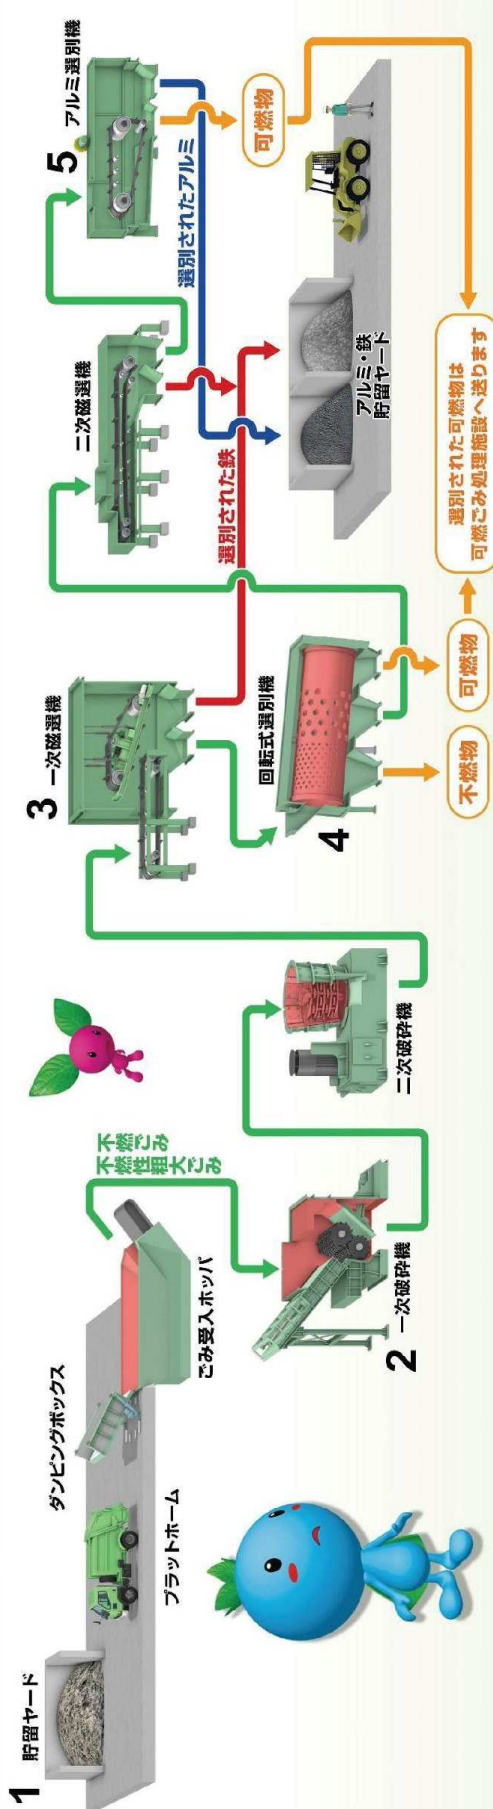 1 貯留ヤード
ダンピングボックス
プラットホーム
ごみ受入ホッパ
不燃ごみ
不燃性粗大ごみ
2 一次破砕機
二次破砕機
3 一次磁選機
回転式選別機
4
不燃物
可燃物
二次磁選機
選別された鉄
5 アルミ選別機
選別されたアルミ
可燃物
アルミ・鉄
貯留ヤード
選別された可燃物は
可燃ごみ処理施設へ送ります